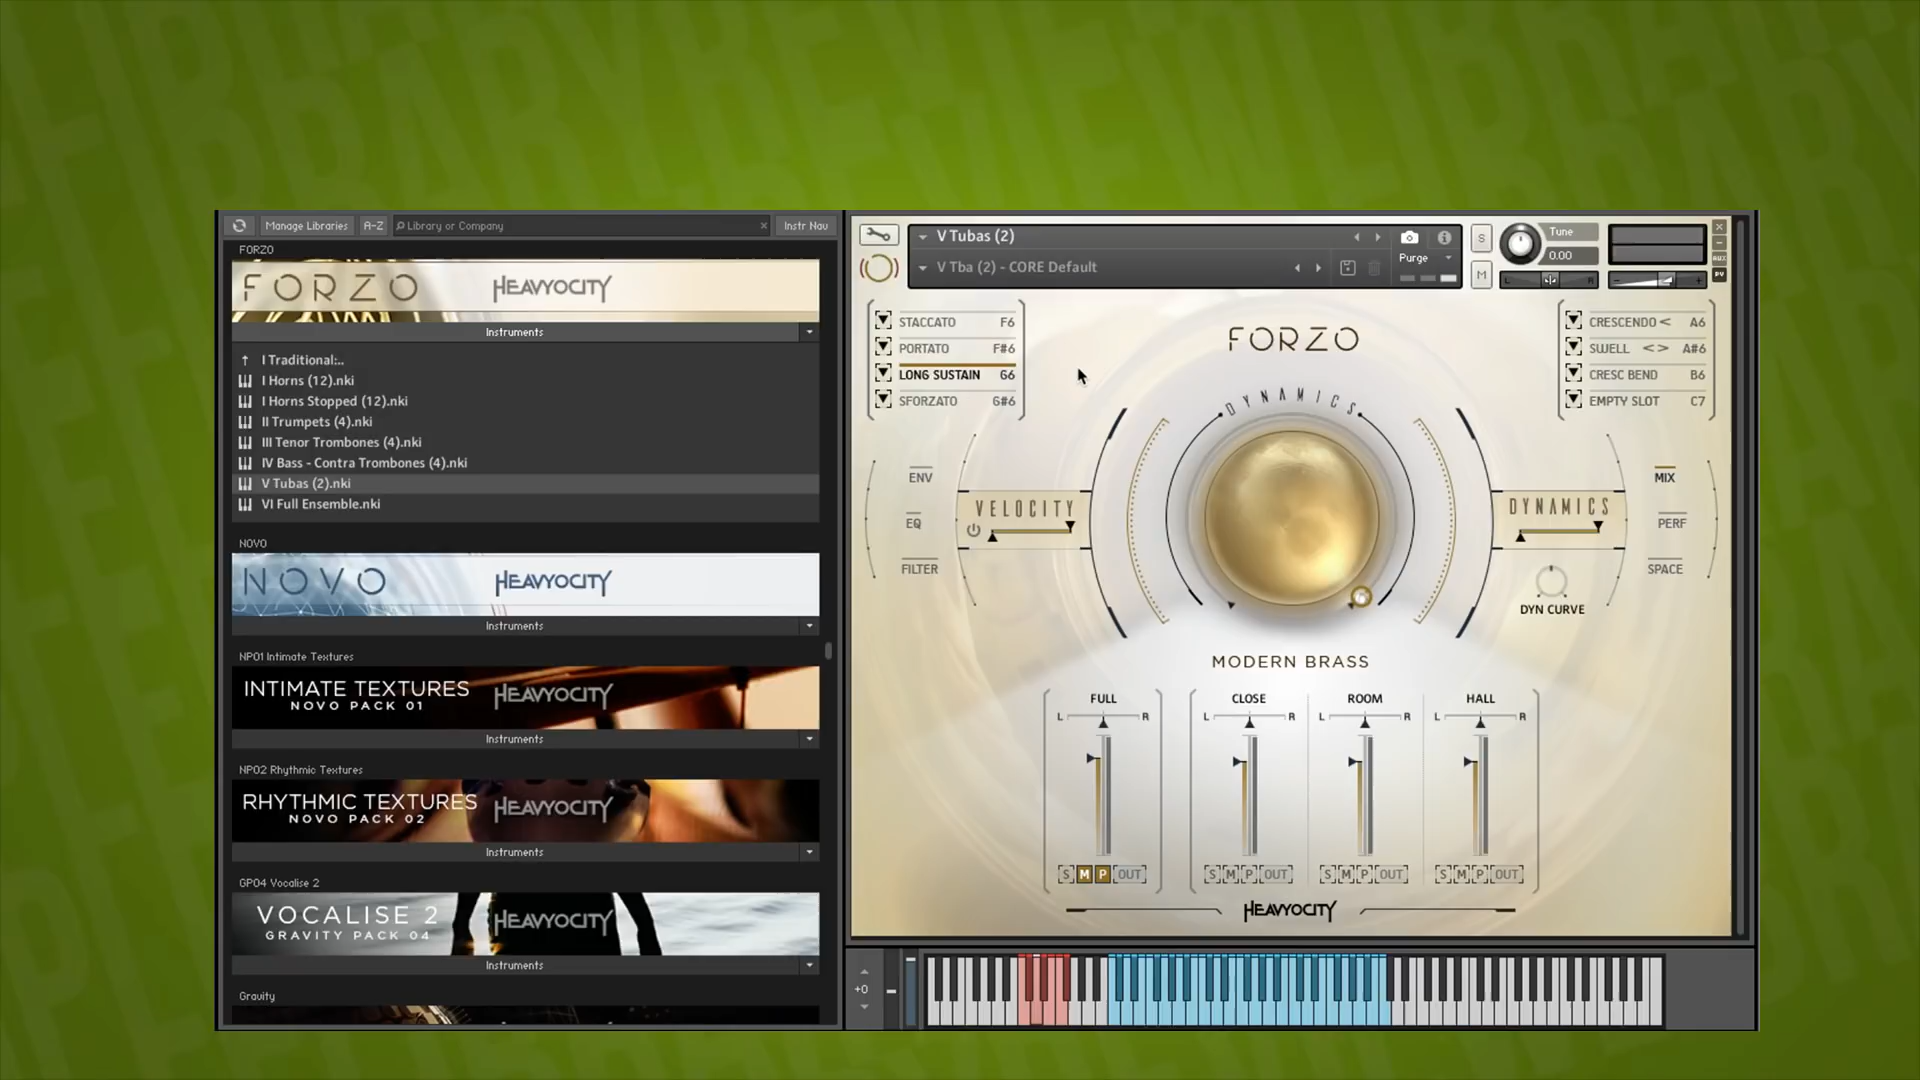 Manage Libraries A-Z Library or Company × Instr Nav
FORZO
FORZO HEAVYOCITY
Instruments
I Traditional:..
I Horns (12).nki
I Horns Stopped (12).nki
II Trumpets (4).nki
III Tenor Trombones (4).nki
IV Bass - Contra Trombones (4).nki
V Tubas (2).nki
VI Full Ensemble.nki
NOVO
NOVO HEAVYOCITY
Instruments
NP01 Intimate Textures
INTIMATE TEXTURES HEAVYOCITY
NOVO PACK 01
Instruments
NP02 Rhythmic Textures
RHYTHMIC TEXTURES HEAVYOCITY
NOVO PACK 02
Instruments
GP04 Vocalise 2
VOCALISE 2 HEAVYOCITY
GRAVITY PACK 04
Instruments
Gravity
V Tubas (2)
V Tba (2) - CORE Default
Purge
S
M
Tune
0.00
L R
- +
×
-
AUX
PV
STACCATO F6
PORTATO F#6
LONG SUSTAIN G6
SFORZATO G#6
FORZO
CRESCENDO < A6
SWELL < > A#6
CRESC BEND B6
EMPTY SLOT C7
DYNAMICS
ENV
EQ
FILTER
VELOCITY
DYNAMICS
DYN CURVE
MIX
PERF
SPACE
MODERN BRASS
FULL CLOSE ROOM HALL
L R L R L R L R
S M P OUT S M P OUT S M P OUT S M P OUT
HEAVYOCITY
+0